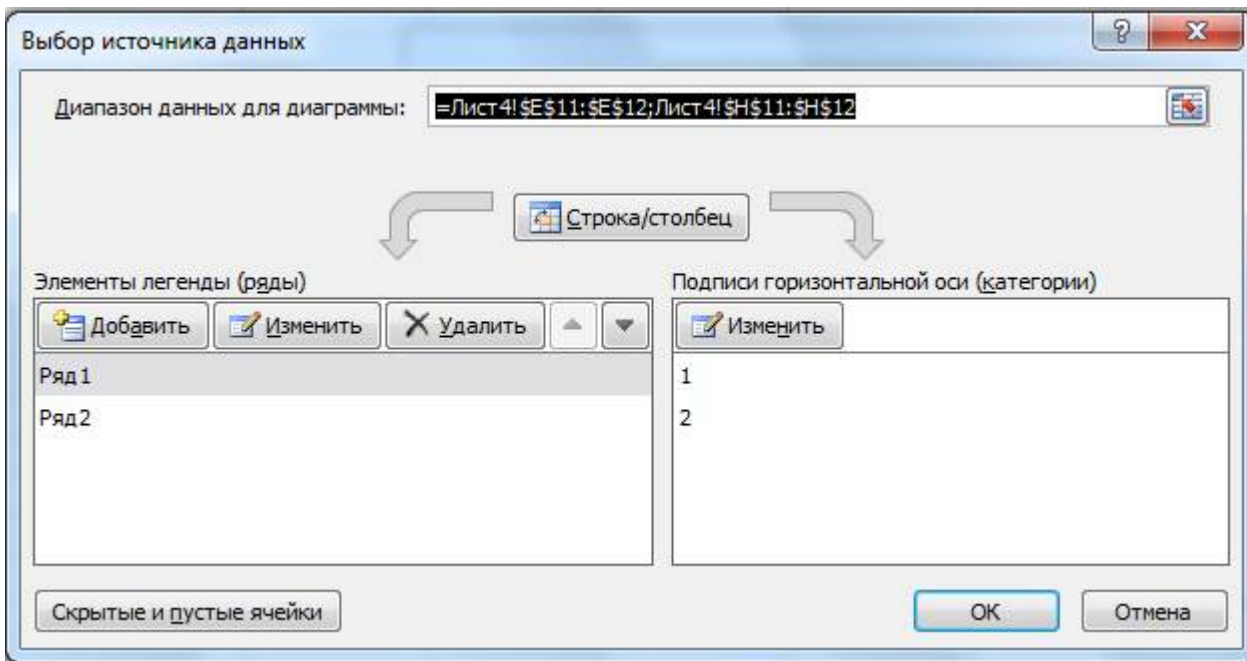 Выбор источника данных
Диапазон данных для диаграммы: =Лист4!$E$11:$E$12;Лист4!$H$11:$H$12
Строка/столбец
Элементы легенды (ряды)
Подписи горизонтальной оси (категории)
Добавить Изменить Удалить
Изменить
Ряд1
1
Ряд2
2
Скрытые и пустые ячейки
ОК
Отмена